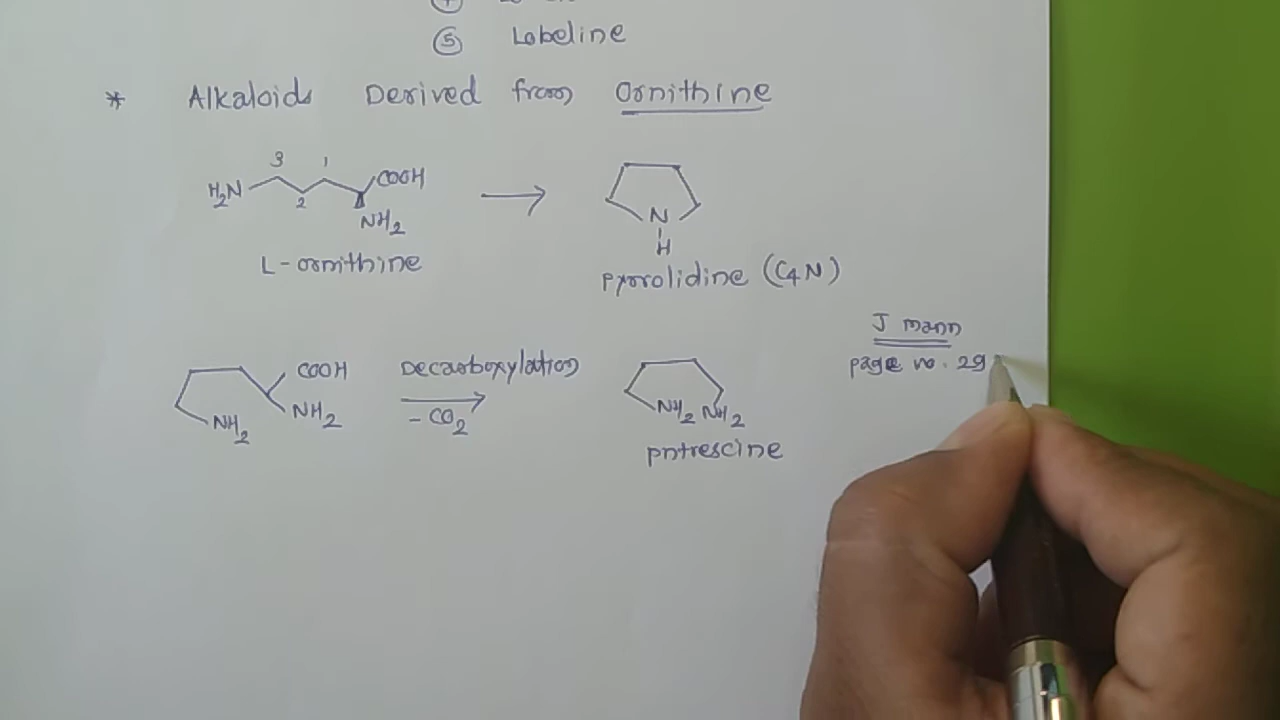 ⑤ Lobeline
* Alkaloids Derived from Ornithine
3 1
H₂N COOH
2
NH₂
N
H
L-ornithine
Pyrrolidine (C₄N)
J mann
page no. 29
COOH
NH₂
NH₂
Decarboxylation
- CO₂
NH₂ NH₂
putrescine